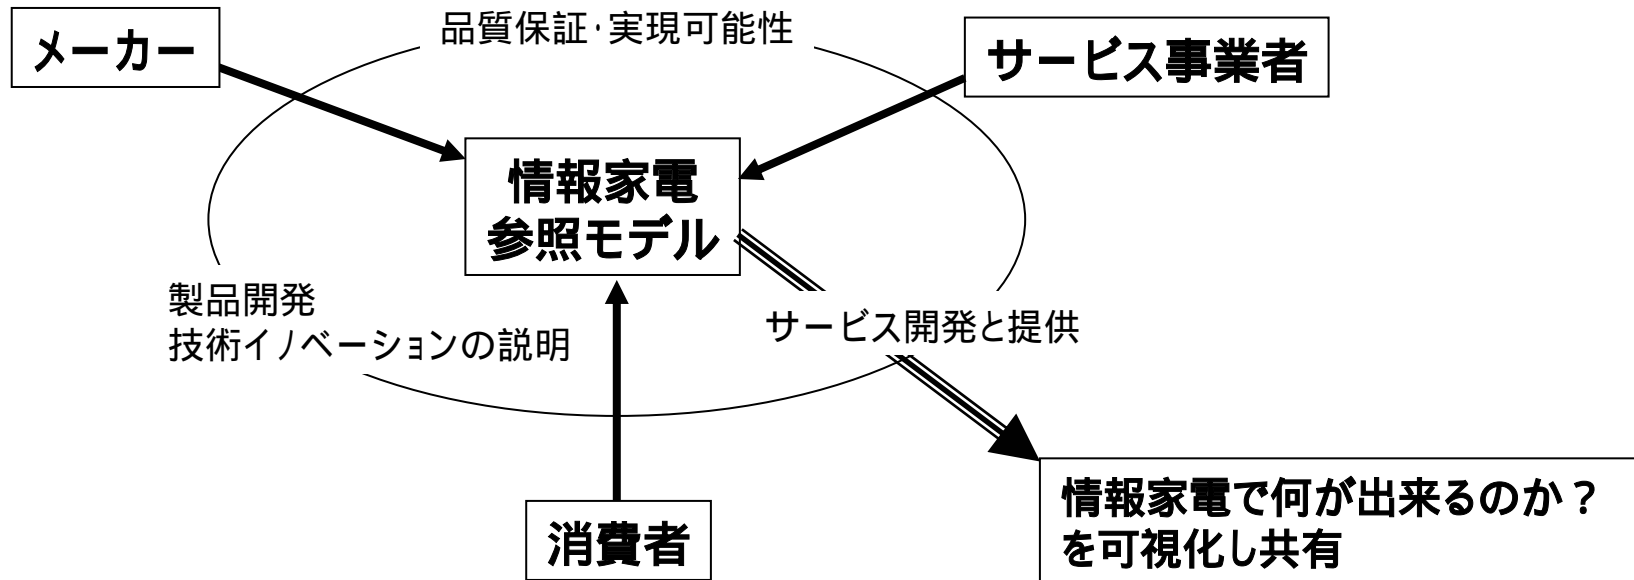 品質保証・実現可能性
メーカー
サービス事業者
情報家電
参照モデル
製品開発
技術イノベーションの説明
サービス開発と提供
消費者
情報家電で何が出来るのか？
を可視化し共有